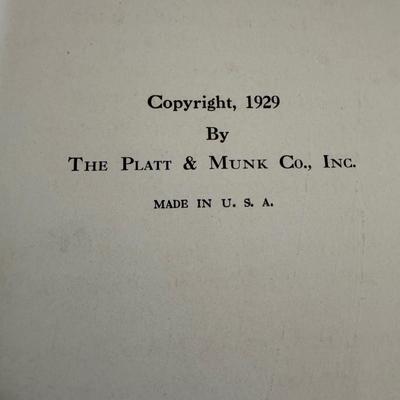 Copyright, 1929
By
The Platt & Munk Co., Inc.
MADE IN U. S. A.